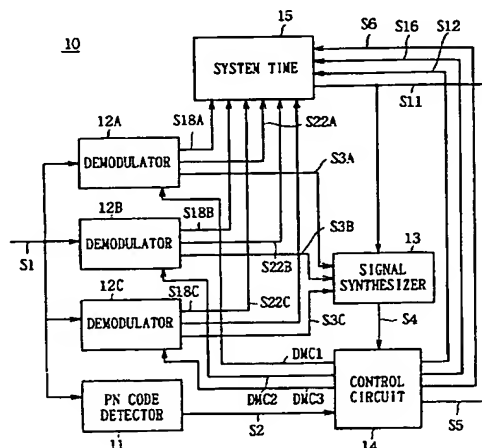 10
15
S6
S16
S12
SYSTEM TIME
S11
12A
S18A
S22A
DEMODULATOR
S3A
12B
S18B
DEMODULATOR
S3B
13
S1
S22B
12C
S18C
SIGNAL
SYNTHESIZER
DEMODULATOR
S22C
S3C
S4
DMC1
PN CODE
DETECTOR
DMC2
DMC3
CONTROL
CIRCUIT
S2
S5
11
14